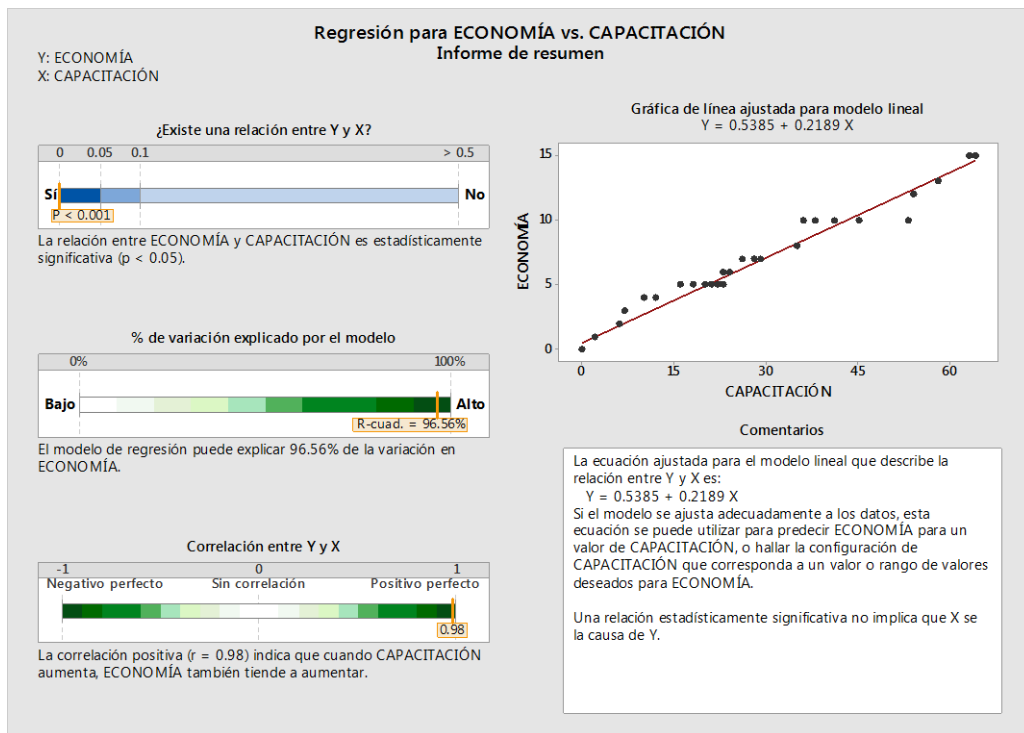 Regresión para ECONOMÍA vs. CAPACITACIÓN
Informe de resumen
Y: ECONOMÍA
X: CAPACITACIÓN
¿Existe una relación entre Y y X?
0 0.05 0.1 > 0.5
Sí No
P < 0.001
La relación entre ECONOMÍA y CAPACITACIÓN es estadísticamente
significativa (p < 0.05).
% de variación explicado por el modelo
0% 100%
Bajo Alto
R-cuad. = 96.56%
El modelo de regresión puede explicar 96.56% de la variación en
ECONOMÍA.
Correlación entre Y y X
-1 0 1
Negativo perfecto Sin correlación Positivo perfecto
0.98
La correlación positiva (r = 0.98) indica que cuando CAPACITACIÓN
aumenta, ECONOMÍA también tiende a aumentar.
Gráfica de línea ajustada para modelo lineal
Y = 0.5385 + 0.2189 X
15
10
5
0
ECONOMÍA
0 15 30 45 60
CAPACITACIÓN
Comentarios
La ecuación ajustada para el modelo lineal que describe la
relación entre Y y X es:
Y = 0.5385 + 0.2189 X
Si el modelo se ajusta adecuadamente a los datos, esta
ecuación se puede utilizar para predecir ECONOMÍA para un
valor de CAPACITACIÓN, o hallar la configuración de
CAPACITACIÓN que corresponda a un valor o rango de valores
deseados para ECONOMÍA.
Una relación estadísticamente significativa no implica que X se
la causa de Y.